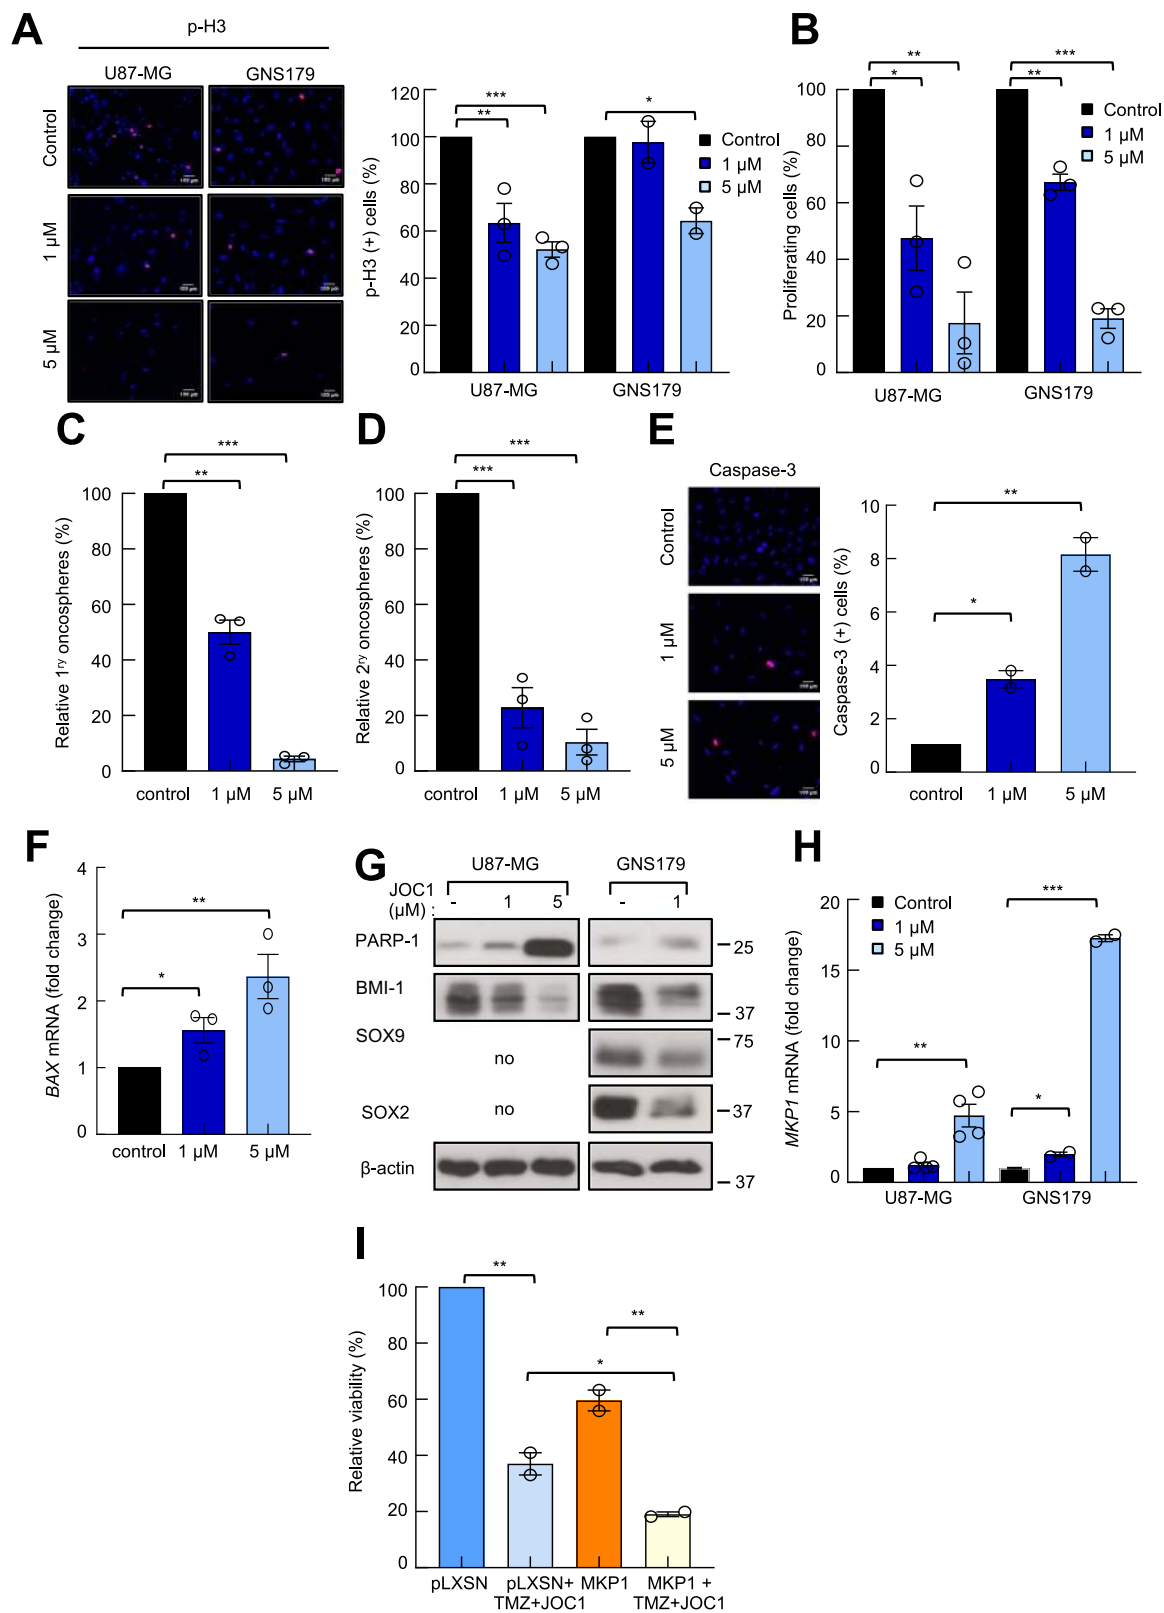 A
p-H3
U87-MG
GNS179
Control
1 µM
5 µM
p-H3 (+) cells (%)
120
100
80
60
40
20
0
***
**
*
Control
1 µM
5 µM
U87-MG
GNS179
B
Proliferating cells (%)
100
80
60
40
20
0
**
*
***
**
Control
1 µM
5 µM
U87-MG
GNS179
C
Relative 1ry oncospheres (%)
100
80
60
40
20
0
***
**
control
1 µM
5 µM
D
Relative 2ry oncospheres (%)
100
80
60
40
20
0
***
***
control
1 µM
5 µM
E
Caspase-3
Control
1 µM
5 µM
Caspase-3 (+) cells (%)
10
8
6
4
2
0
**
*
control
1 µM
5 µM
F
BAX mRNA (fold change)
4
3
2
1
0
**
*
control
1 µM
5 µM
G
U87-MG
GNS179
JOC1
(µM) :
- 1 5 - 1
PARP-1
25
BMI-1
37
SOX9
75
no
SOX2
no
37
β-actin
37
H
MKP1 mRNA (fold change)
20
15
10
5
0
Control
1 µM
5 µM
***
**
*
U87-MG
GNS179
I
Relative viability (%)
100
80
60
40
20
0
**
**
*
pLXSN
pLXSN+
TMZ+JOC1
MKP1
MKP1 +
TMZ+JOC1